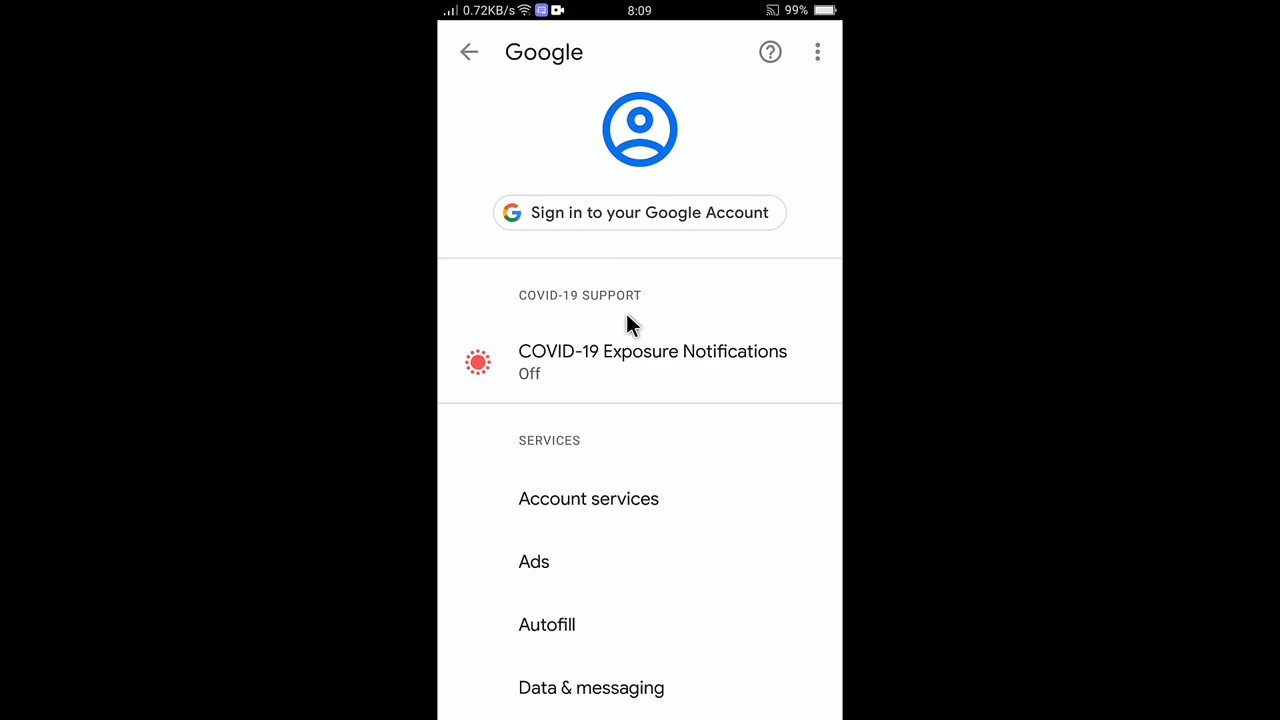 0.72KB/s 8:09 99%
Google
Sign in to your Google Account
COVID-19 SUPPORT
COVID-19 Exposure Notifications
Off
SERVICES
Account services
Ads
Autofill
Data & messaging